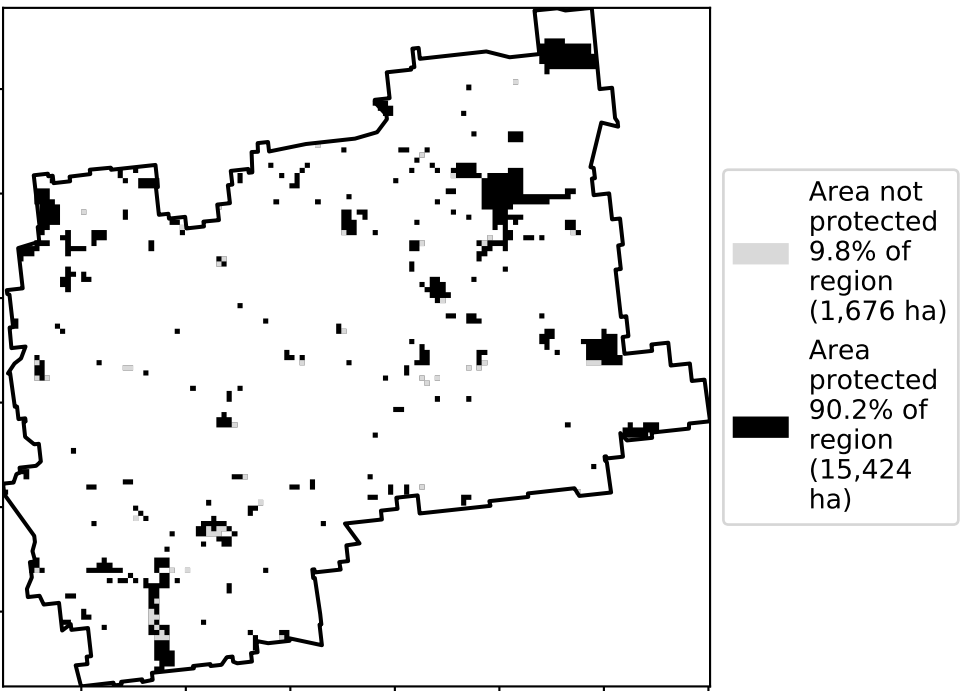 Area not
protected
9.8% of
region
(1,676 ha)
Area
protected
90.2% of
region
(15,424
ha)